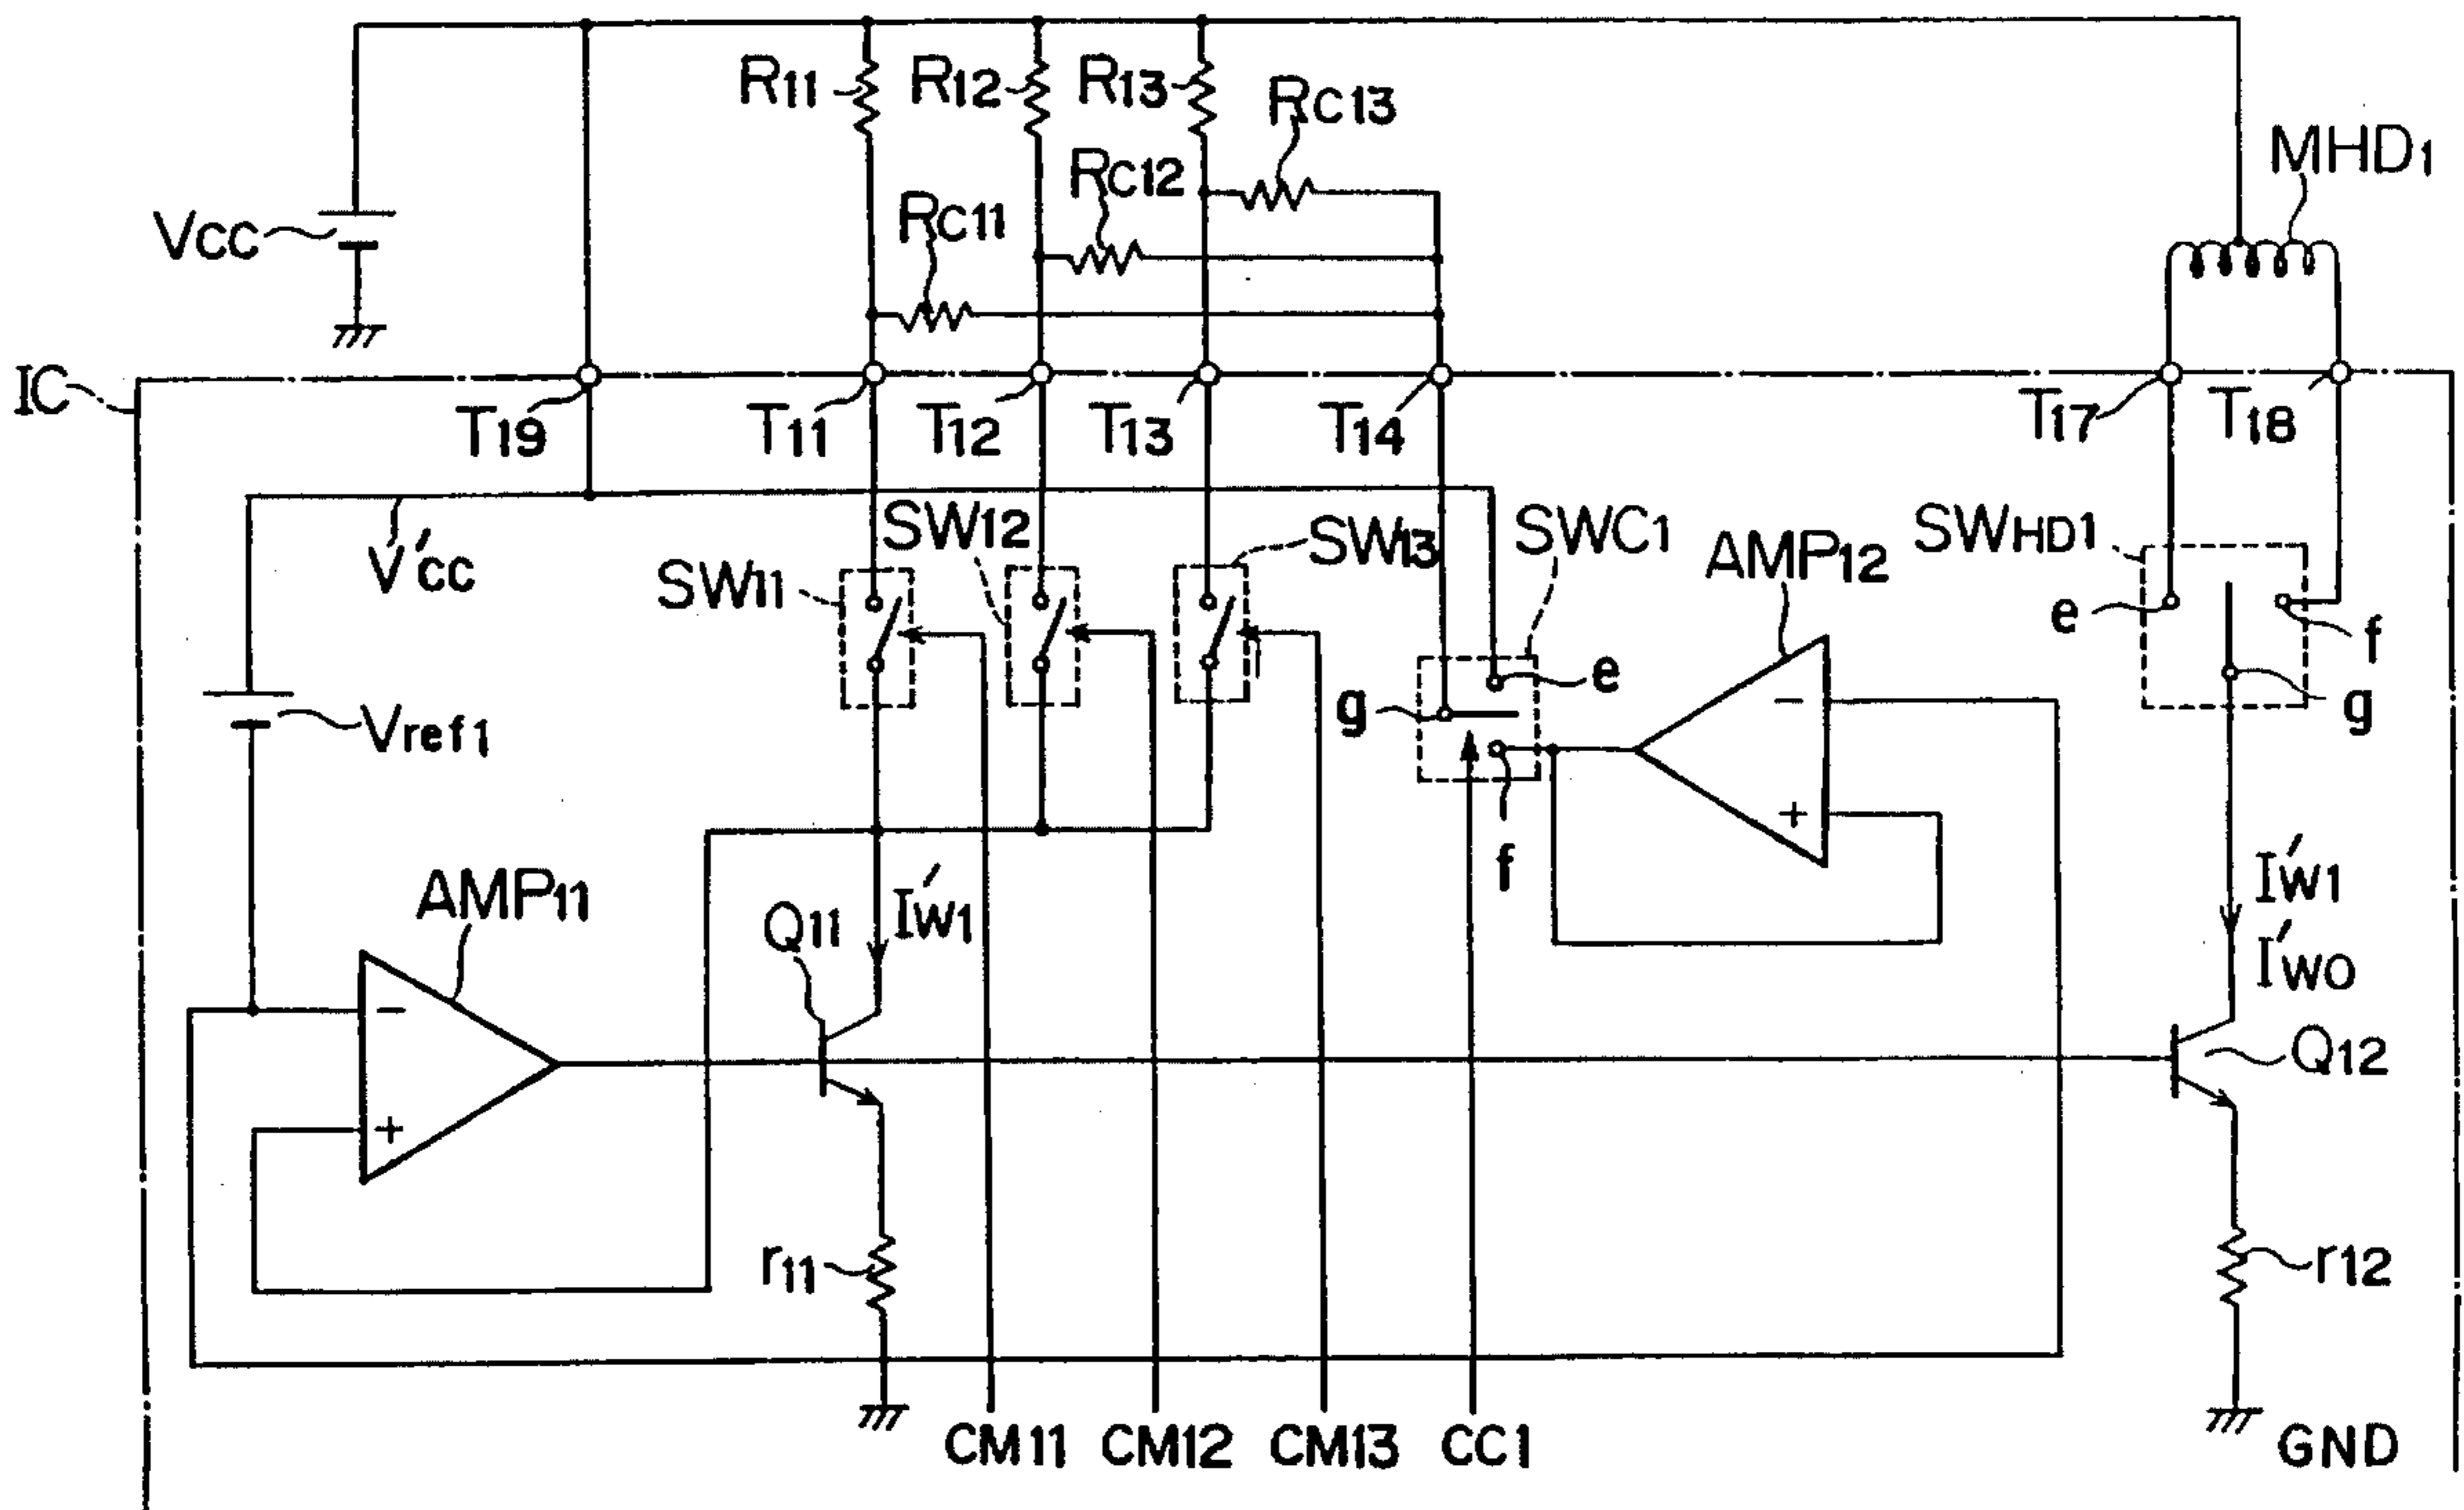 R11
R12
R13
RC13
RC12
RC11
MHD1
VCC
IC
T19
T11
T12
T13
T14
T17
T18
V'CC
SW11
SW12
SW13
SWC1
AMP12
SWHD1
e
f
g
e
g
f
-
+
Vref1
AMP11
Q11
I'W1
I'W1
I'WO
-
+
Q12
r11
r12
CM11
CM12
CM13
CC1
GND